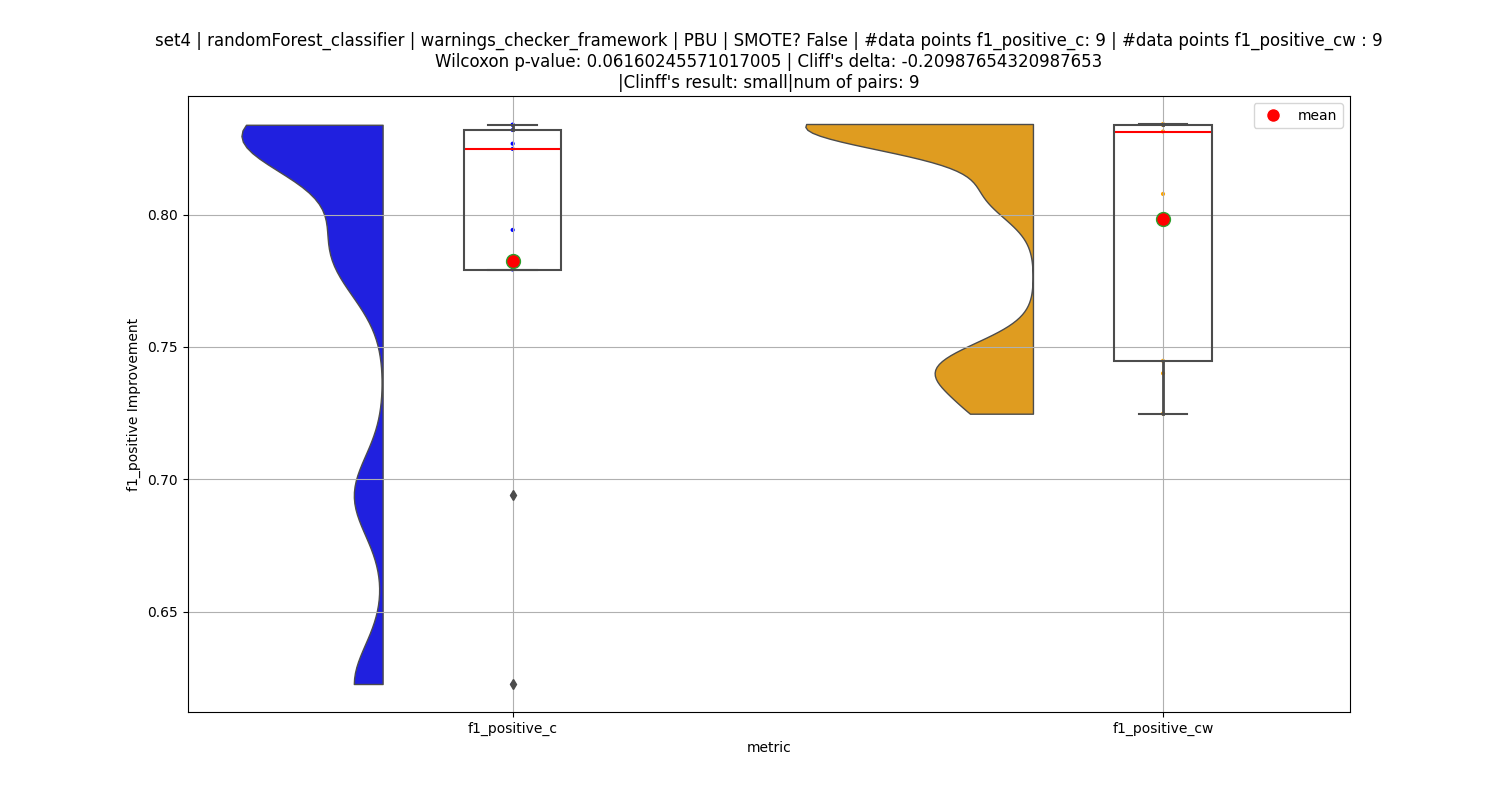 set4 | randomForest_classifier | warnings_checker_framework | PBU | SMOTE? False | #data points f1_positive_c: 9 | #data points f1_positive_cw : 9
Wilcoxon p-value: 0.06160245571017005 | Cliff's delta: -0.20987654320987653
|Clinff's result: small|num of pairs: 9
mean
0.80
0.75
0.70
0.65
f1_positive Improvement
f1_positive_c
f1_positive_cw
metric